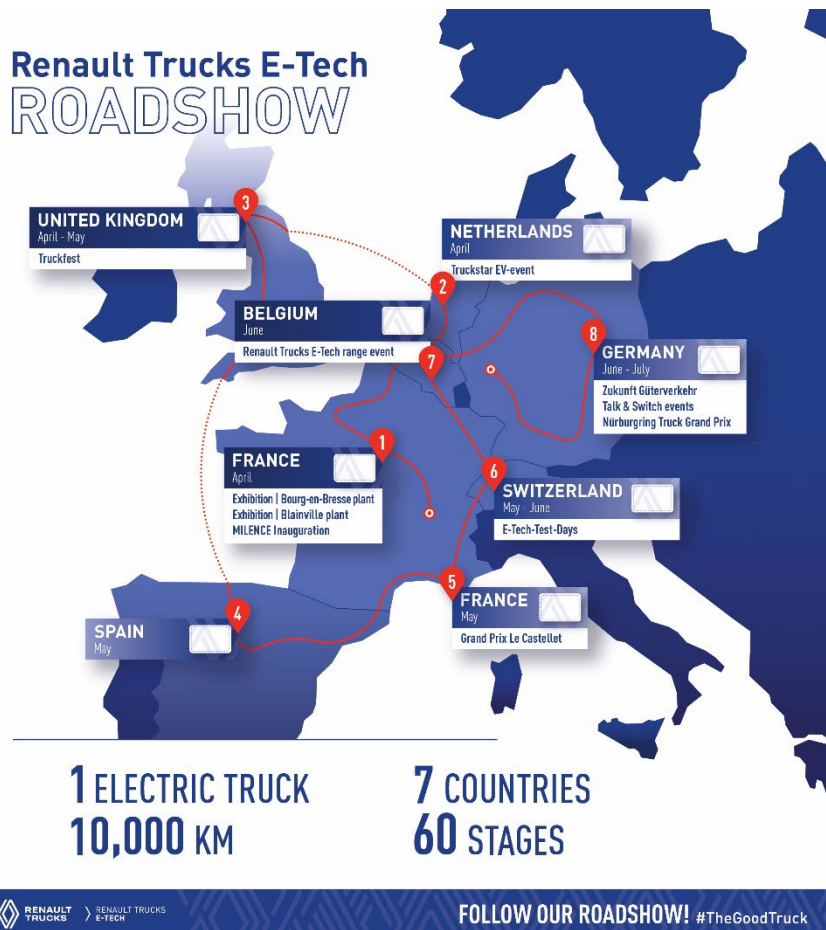 Renault Trucks E-Tech
ROADSHOW
3
UNITED KINGDOM
April - May
Truckfest
NETHERLANDS
April
Truckstar EV-event
2
BELGIUM
June
Renault Trucks E-Tech range event
7
8
GERMANY
June - July
Zukunft Güterverkehr
Talk & Switch events
Nürburgring Truck Grand Prix
1
FRANCE
April
Exhibition | Bourg-en-Bresse plant
Exhibition | Blainville plant
MILENCE Inauguration
6
SWITZERLAND
May - June
E-Tech-Test-Days
5
FRANCE
May
Grand Prix Le Castellet
4
SPAIN
May
1 ELECTRIC TRUCK
10,000 KM
7 COUNTRIES
60 STAGES
RENAULT
TRUCKS
RENAULT TRUCKS
E-TECH
FOLLOW OUR ROADSHOW! #TheGoodTruck